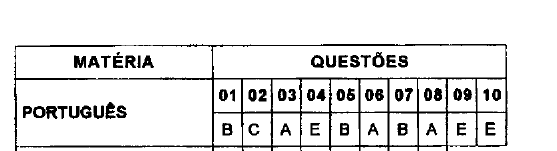 MATÉRIA QUESTÕES
PORTUGUÊS
01 02 03 04 05 06 07 08 09 10
B C A E B A B A E E